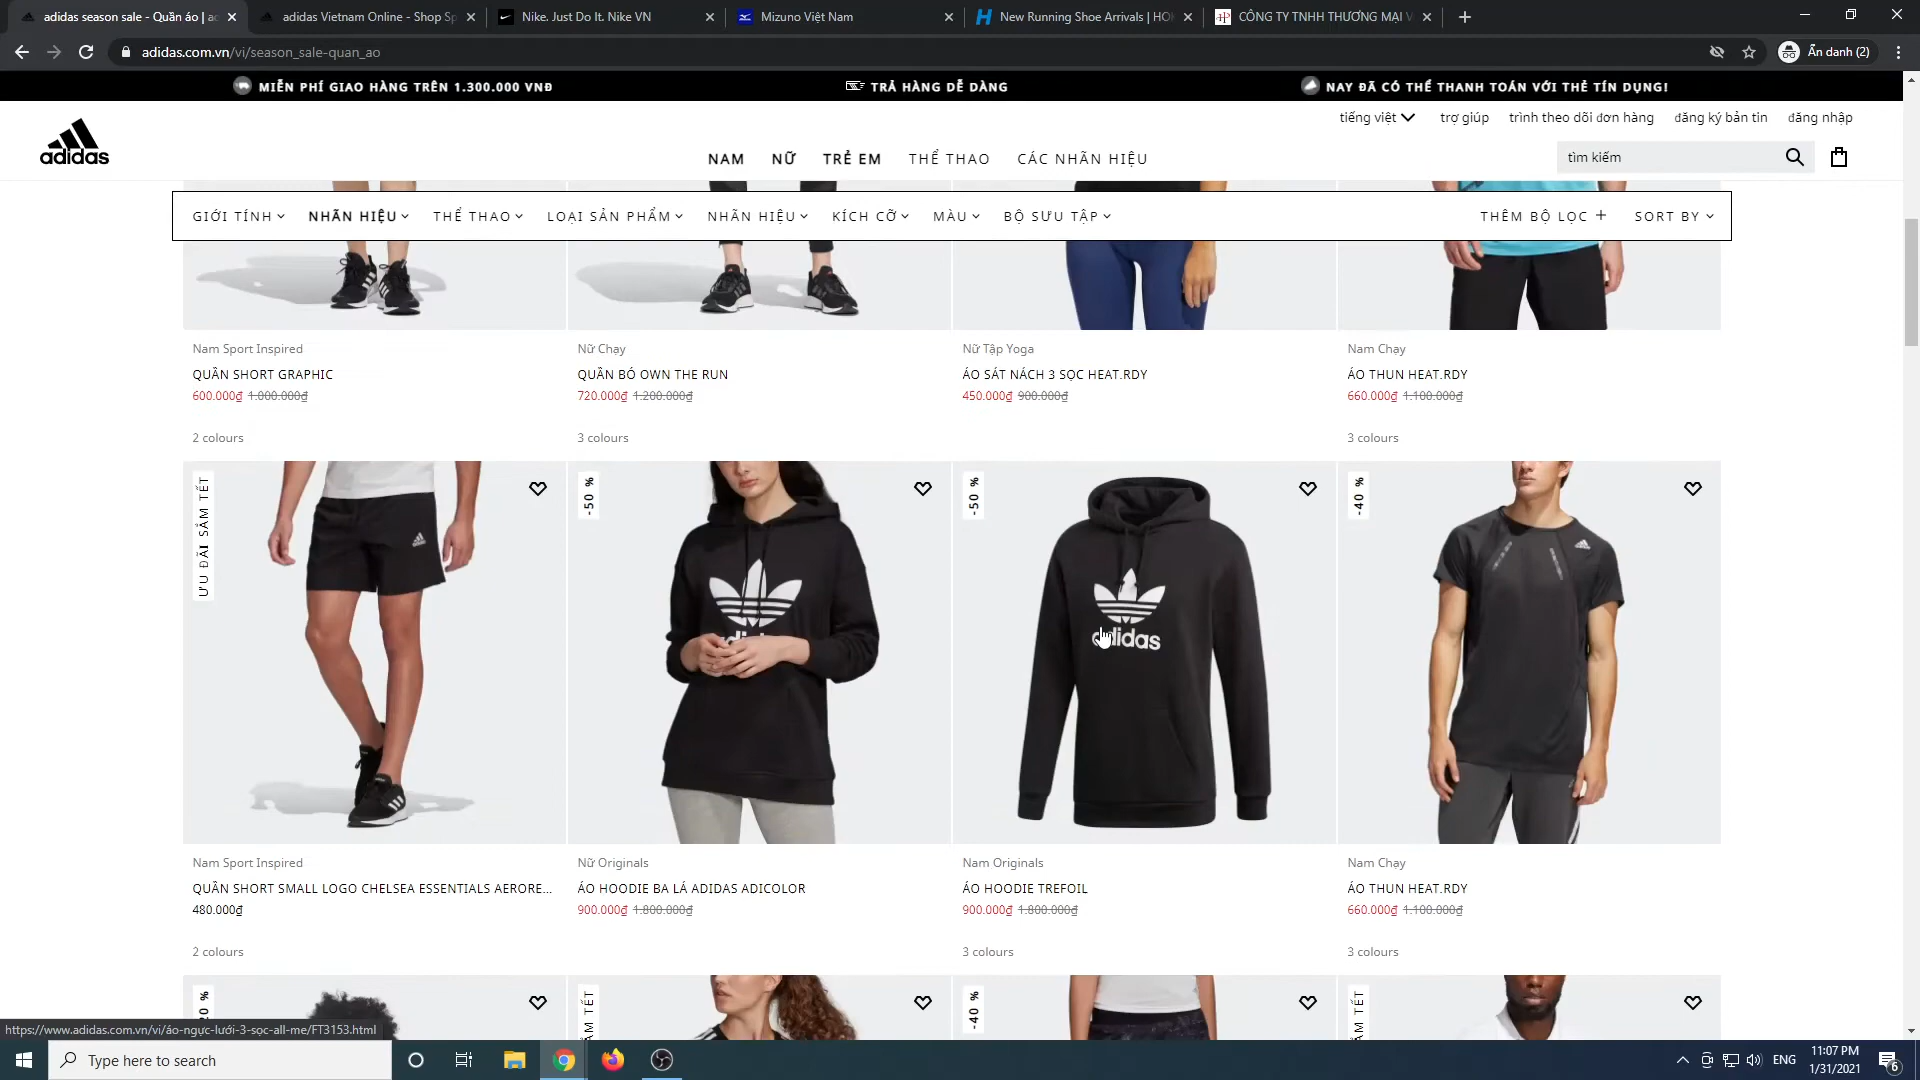 adidas season sale - Quần áo | ac
adidas Vietnam Online - Shop Sp
Nike. Just Do It. Nike VN
Mizuno Việt Nam
New Running Shoe Arrivals | HO
CÔNG TY TNHH THƯƠNG MẠI V
adidas.com.vn/vi/season_sale-quan_ao
Ẩn danh (2)
MIỄN PHÍ GIAO HÀNG TRÊN 1.300.000 VNĐ
TRẢ HÀNG DỄ DÀNG
NAY ĐÃ CÓ THỂ THANH TOÁN VỚI THẺ TÍN DỤNG!
tiếng việt
trợ giúp
trình theo dõi đơn hàng
đăng ký bản tin
đăng nhập
adidas
NAM
NỮ
TRẺ EM
THỂ THAO
CÁC NHÃN HIỆU
tìm kiếm
GIỚI TÍNH
NHÃN HIỆU
THỂ THAO
LOẠI SẢN PHẨM
NHÃN HIỆU
KÍCH CỠ
MÀU
BỘ SƯU TẬP
THÊM BỘ LỌC +
SORT BY
Nam Sport Inspired
QUẦN SHORT GRAPHIC
600.000₫ 1.000.000₫
2 colours
Nữ Chạy
QUẦN BÓ OWN THE RUN
720.000₫ 1.200.000₫
3 colours
Nữ Tập Yoga
ÁO SÁT NÁCH 3 SỌC HEAT.RDY
450.000₫ 900.000₫
Nam Chạy
ÁO THUN HEAT.RDY
660.000₫ 1.100.000₫
3 colours
ƯU ĐÃI SẮM TẾT
-50 %
-50 %
-40 %
adidas
Nam Sport Inspired
QUẦN SHORT SMALL LOGO CHELSEA ESSENTIALS AERORE...
480.000₫
2 colours
Nữ Originals
ÁO HOODIE BA LÁ ADIDAS ADICOLOR
900.000₫ 1.800.000₫
Nam Originals
ÁO HOODIE TREFOIL
900.000₫ 1.800.000₫
3 colours
Nam Chạy
ÁO THUN HEAT.RDY
660.000₫ 1.100.000₫
3 colours
20 %
ẮM TẾT
-40 %
ẮM TẾT
https://www.adidas.com.vn/vi/áo-ngực-lưới-3-sọc-all-me/FT3153.html
Type here to search
ENG
11:07 PM
1/31/2021
6